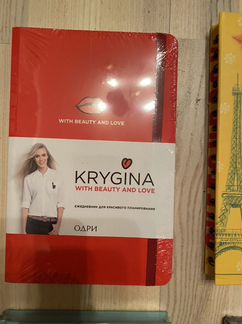 WITH BEAUTY AND LOVE
KRYGINA
WITH BEAUTY AND LOVE
ЕЖЕДНЕВНИК ДЛЯ КРАСИВОГО ПЛАНИРОВАНИЯ
ОДРИ